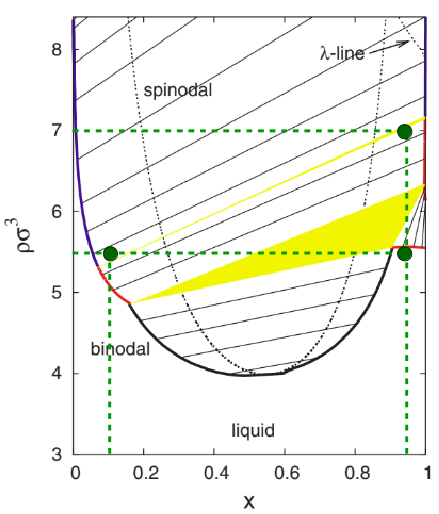 8
λ-line
spinodal
7
ρσ³
6
5
binodal
4
liquid
3
0 0.2 0.4 0.6 0.8 1
x